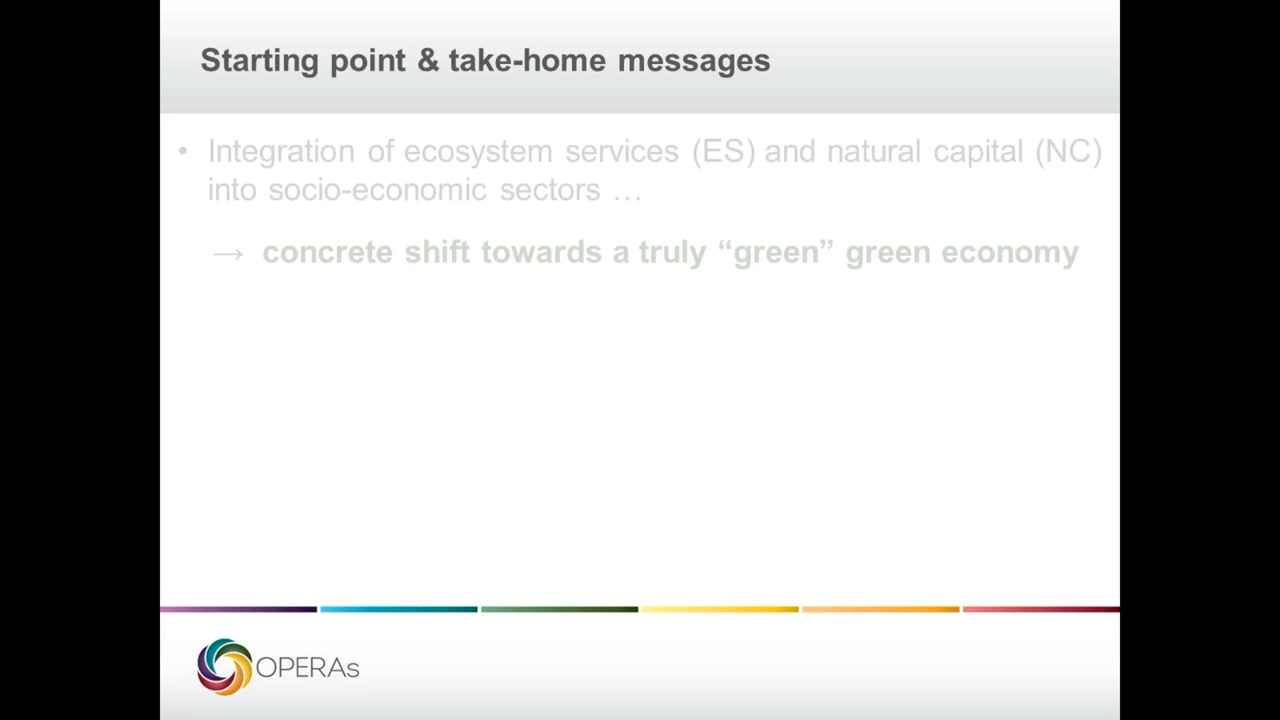 Starting point & take-home messages
• Integration of ecosystem services (ES) and natural capital (NC)
into socio-economic sectors …
→ concrete shift towards a truly “green” green economy
OPERAs